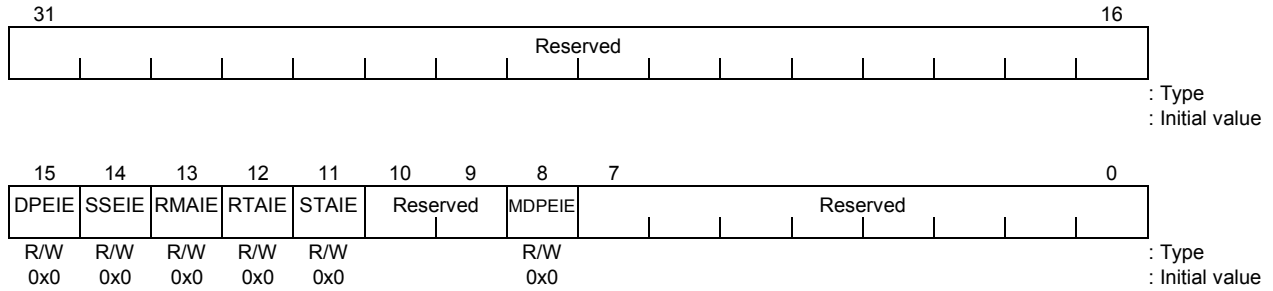 31 16
Reserved
: Type
: Initial value
15 14 13 12 11 10 9 8 7 0
DPEIE SSEIE RMAIE RTAIE STAIE Reserved MDPEIE Reserved
R/W R/W R/W R/W R/W R/W : Type
0x0 0x0 0x0 0x0 0x0 0x0 : Initial value